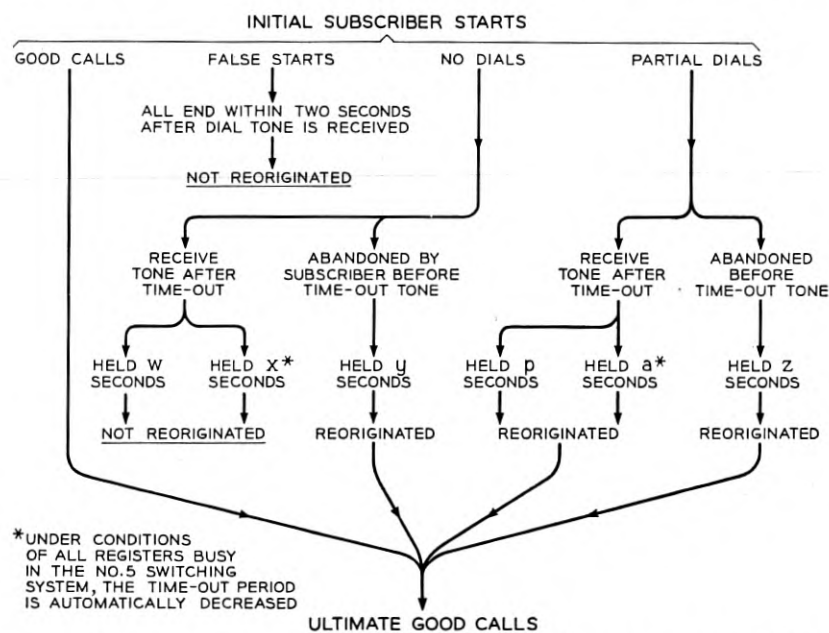 INITIAL SUBSCRIBER STARTS
GOOD CALLS
FALSE STARTS
NO DIALS
PARTIAL DIALS
ALL END WITHIN TWO SECONDS
AFTER DIAL TONE IS RECEIVED
NOT REORIGINATED
RECEIVE
TONE AFTER
TIME-OUT
ABANDONED BY
SUBSCRIBER BEFORE
TIME-OUT TONE
RECEIVE
TONE AFTER
TIME-OUT
ABANDONED
BEFORE
TIME-OUT TONE
HELD w
SECONDS
HELD x*
SECONDS
HELD y
SECONDS
HELD p
SECONDS
HELD a*
SECONDS
HELD z
SECONDS
NOT REORIGINATED
REORIGINATED
REORIGINATED
REORIGINATED
*UNDER CONDITIONS
OF ALL REGISTERS BUSY
IN THE NO.5 SWITCHING
SYSTEM, THE TIME-OUT PERIOD
IS AUTOMATICALLY DECREASED
ULTIMATE GOOD CALLS